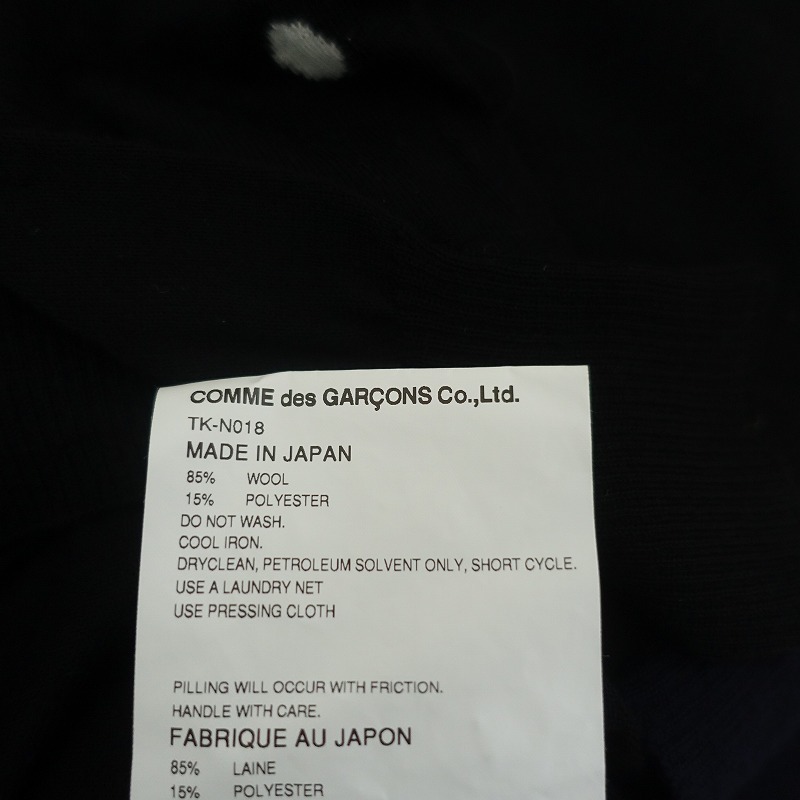 COMME des GARÇONS Co.,Ltd.
TK-N018
MADE IN JAPAN
85% WOOL
15% POLYESTER
DO NOT WASH.
COOL IRON.
DRYCLEAN, PETROLEUM SOLVENT ONLY, SHORT CYCLE.
USE A LAUNDRY NET
USE PRESSING CLOTH
PILLING WILL OCCUR WITH FRICTION.
HANDLE WITH CARE.
FABRIQUE AU JAPON
85% LAINE
15% POLYESTER